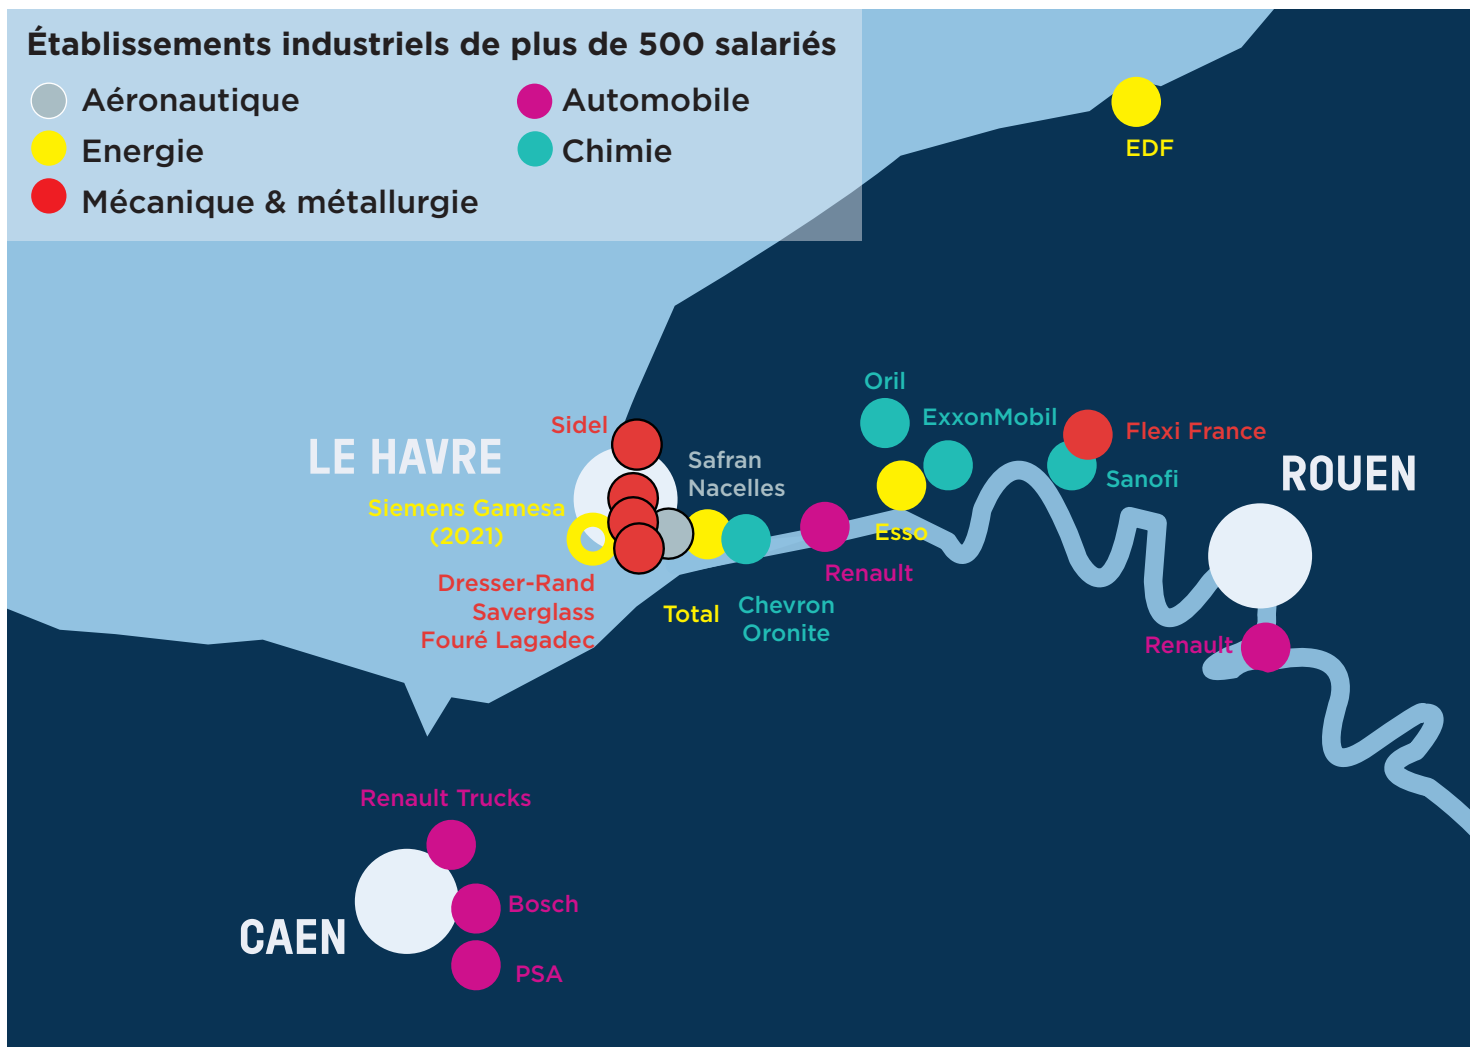 Établissements industriels de plus de 500 salariés
Aéronautique
Automobile
Energie
Chimie
Mécanique & métallurgie
EDF
Oril
ExxonMobil
Sidel
Flexi France
LE HAVRE
Safran
Nacelles
ROUEN
Sanofi
Siemens Gamesa
(2021)
Esso
Renault
Dresser-Rand
Saverglass
Fouré Lagadec
Total
Chevron
Oronite
Renault
Renault Trucks
Bosch
CAEN
PSA